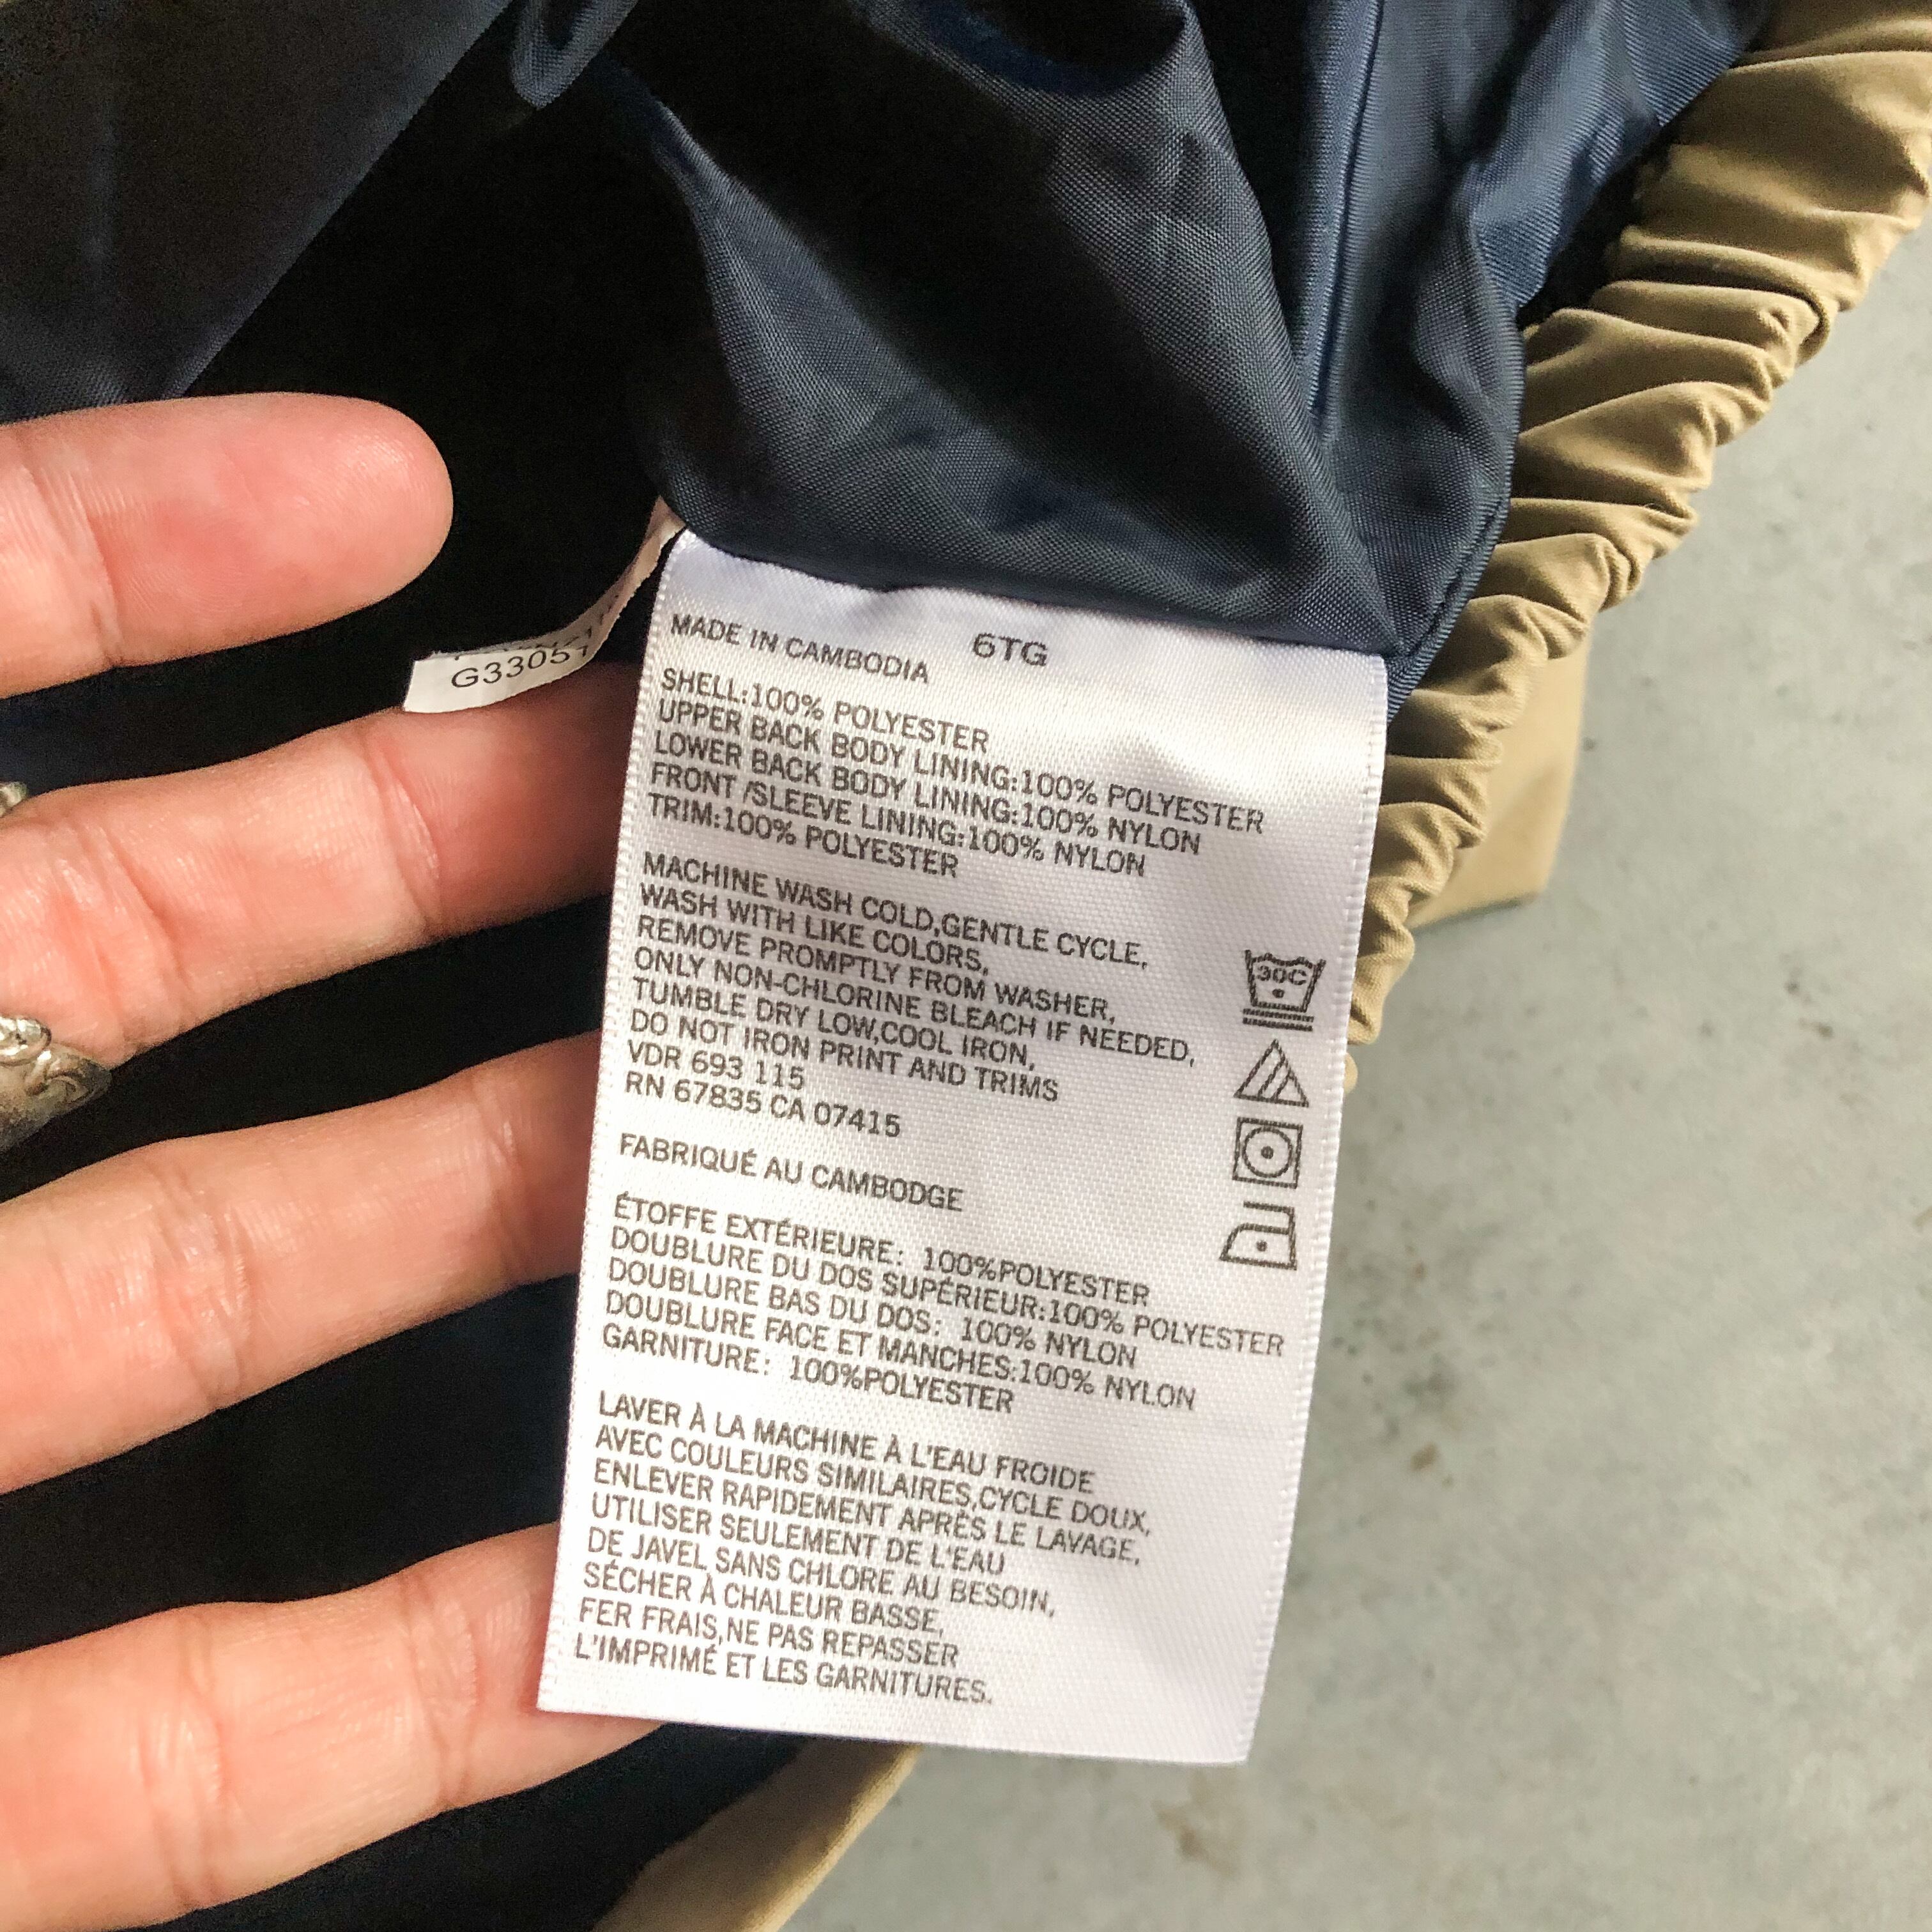 MADE IN CAMBODIA 6TG
SHELL:100% POLYESTER
UPPER BACK BODY LINING:100% POLYESTER
LOWER BACK BODY LINING:100% NYLON
FRONT /SLEEVE LINING:100% NYLON
TRIM:100% POLYESTER
MACHINE WASH COLD,GENTLE CYCLE,
WASH WITH LIKE COLORS,
REMOVE PROMPTLY FROM WASHER,
ONLY NON-CHLORINE BLEACH IF NEEDED,
TUMBLE DRY LOW,COOL IRON,
DO NOT IRON PRINT AND TRIMS
VDR 693 115
RN 67835 CA 07415
30C
FABRIQUÉ AU CAMBODGE
ÉTOFFE EXTÉRIEURE: 100%POLYESTER
DOUBLURE DU DOS SUPÉRIEUR:100% POLYESTER
DOUBLURE BAS DU DOS: 100% NYLON
DOUBLURE FACE ET MANCHES:100% NYLON
GARNITURE: 100%POLYESTER
LAVER À LA MACHINE À L'EAU FROIDE
AVEC COULEURS SIMILAIRES,CYCLE DOUX,
ENLEVER RAPIDEMENT APRÈS LE LAVAGE,
UTILISER SEULEMENT DE L'EAU
DE JAVEL SANS CHLORE AU BESOIN,
SÉCHER À CHALEUR BASSE,
FER FRAIS,NE PAS REPASSER
L'IMPRIMÉ ET LES GARNITURES.